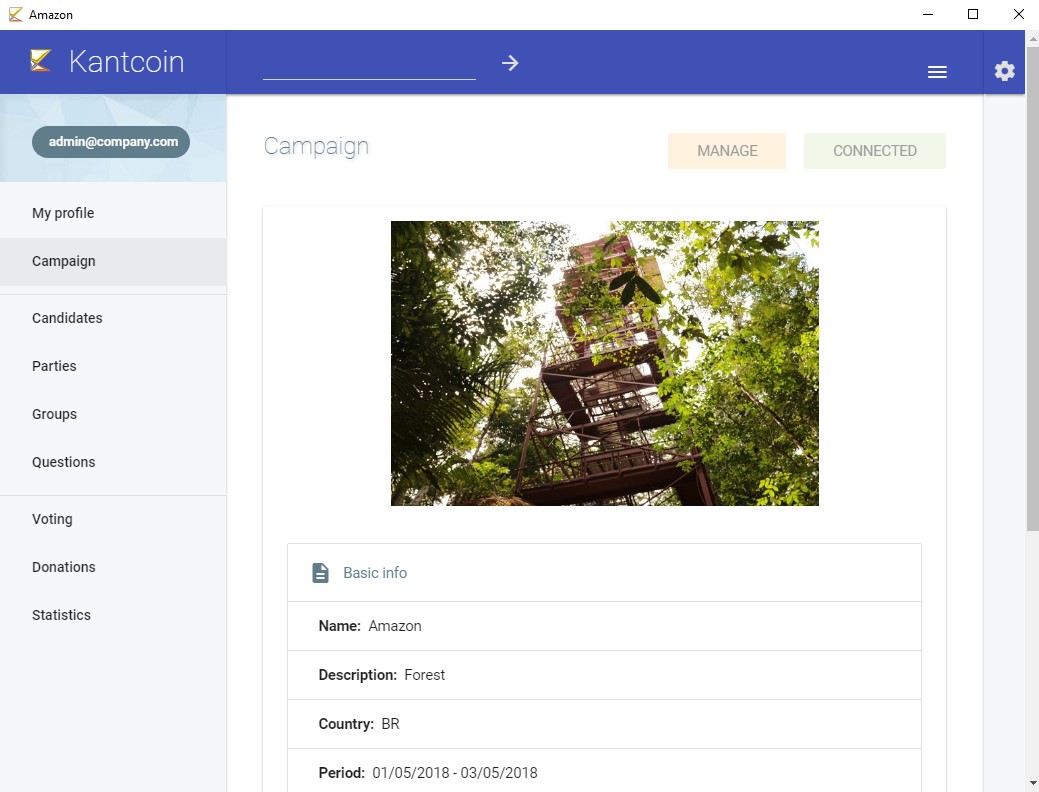 Amazon
Kantcoin
admin@company.com
My profile
Campaign
Candidates
Parties
Groups
Questions
Voting
Donations
Statistics
Campaign
MANAGE
CONNECTED
Basic info
Name: Amazon
Description: Forest
Country: BR
Period: 01/05/2018 - 03/05/2018